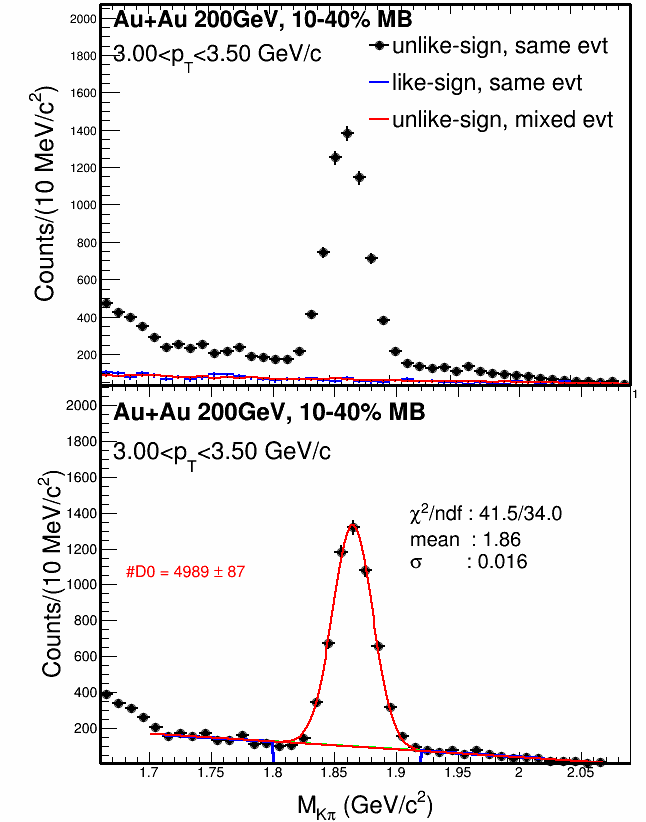 Au+Au 200GeV, 10-40% MB
3.00<p_T<3.50 GeV/c
unlike-sign, same evt
like-sign, same evt
unlike-sign, mixed evt
Counts/(10 MeV/c²)
2000
1800
1600
1400
1200
1000
800
600
400
200
1
Au+Au 200GeV, 10-40% MB
3.00<p_T<3.50 GeV/c
χ²/ndf : 41.5/34.0
mean : 1.86
σ : 0.016
#D0 = 4989 ± 87
Counts/(10 MeV/c²)
2000
1800
1600
1400
1200
1000
800
600
400
200
1.7 1.75 1.8 1.85 1.9 1.95 2 2.05
M_Kπ (GeV/c²)